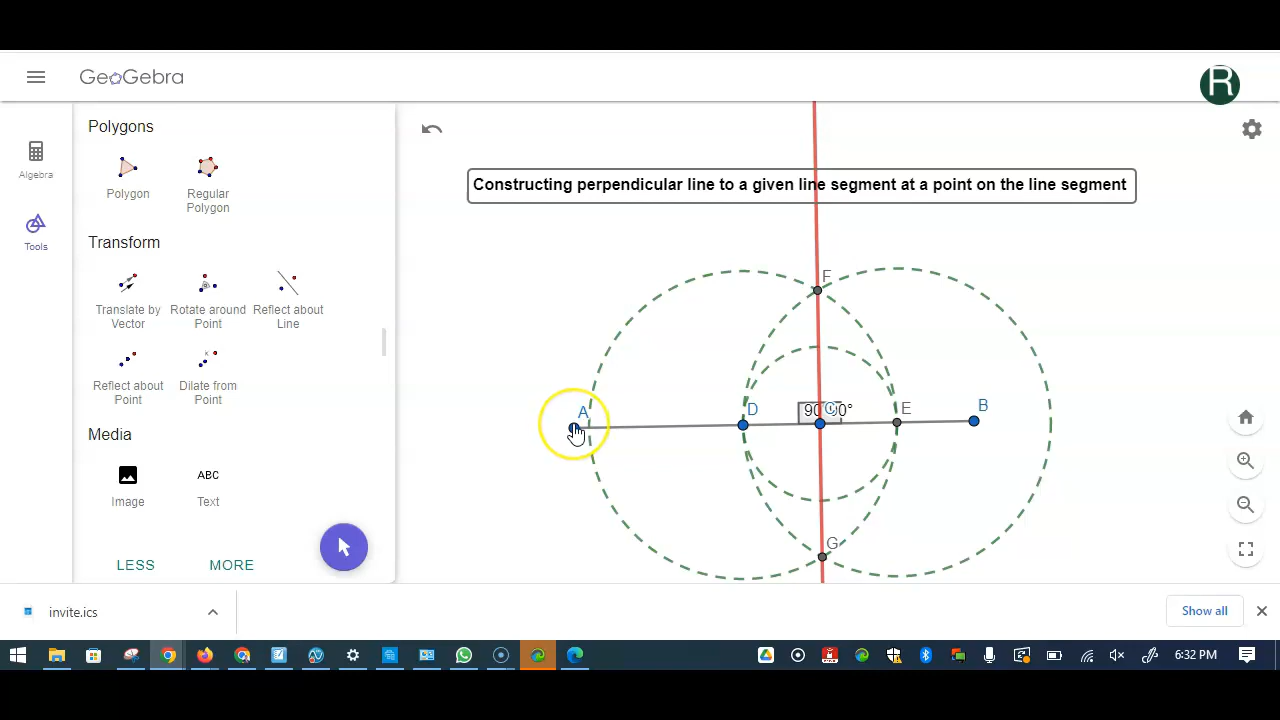 GeoGebra
R
Polygons
Algebra
Polygon
Regular
Polygon
Tools
Transform
Translate by
Vector
Rotate around
Point
Reflect about
Line
Reflect about
Point
Dilate from
Point
Media
ABC
Image
Text
LESS
MORE
Constructing perpendicular line to a given line segment at a point on the line segment
F
A
D
E
B
G
invite.ics
Show all
6:32 PM